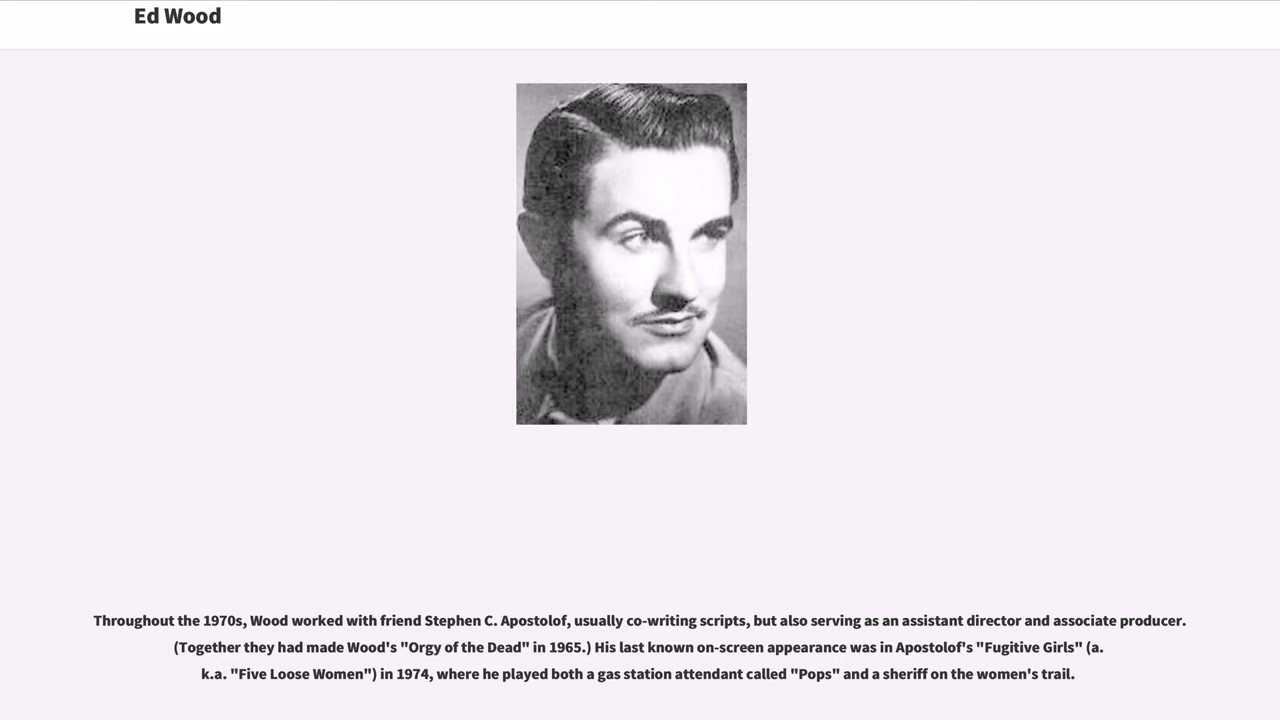 Ed Wood
Throughout the 1970s, Wood worked with friend Stephen C. Apostolof, usually co-writing scripts, but also serving as an assistant director and associate producer.
(Together they had made Wood's "Orgy of the Dead" in 1965.) His last known on-screen appearance was in Apostolof's "Fugitive Girls" (a.
k.a. "Five Loose Women") in 1974, where he played both a gas station attendant called "Pops" and a sheriff on the women's trail.